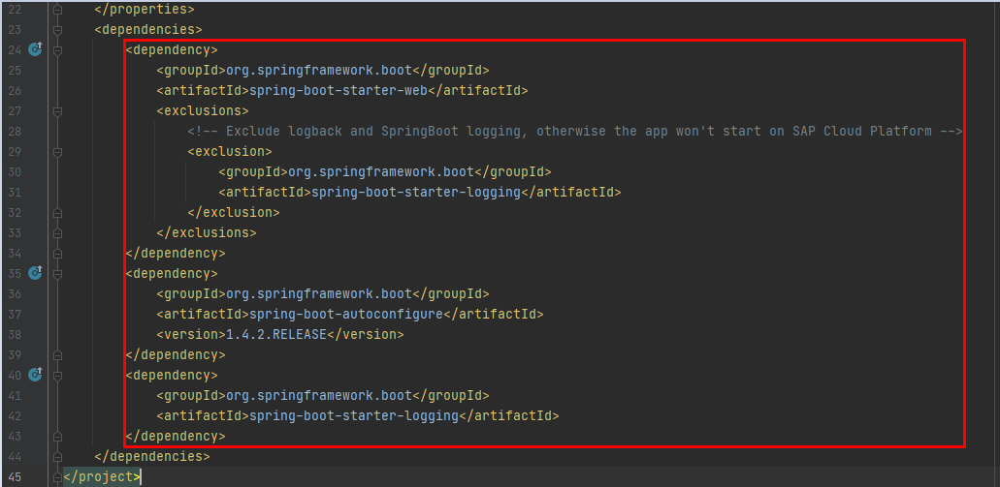 22 </properties>
23 <dependencies>
24 <dependency>
25 <groupId>org.springframework.boot</groupId>
26 <artifactId>spring-boot-starter-web</artifactId>
27 <exclusions>
28 <!-- Exclude logback and SpringBoot logging, otherwise the app won't start on SAP Cloud Platform -->
29 <exclusion>
30 <groupId>org.springframework.boot</groupId>
31 <artifactId>spring-boot-starter-logging</artifactId>
32 </exclusion>
33 </exclusions>
34 </dependency>
35 <dependency>
36 <groupId>org.springframework.boot</groupId>
37 <artifactId>spring-boot-autoconfigure</artifactId>
38 <version>1.4.2.RELEASE</version>
39 </dependency>
40 <dependency>
41 <groupId>org.springframework.boot</groupId>
42 <artifactId>spring-boot-starter-logging</artifactId>
43 </dependency>
44 </dependencies>
45 </project>